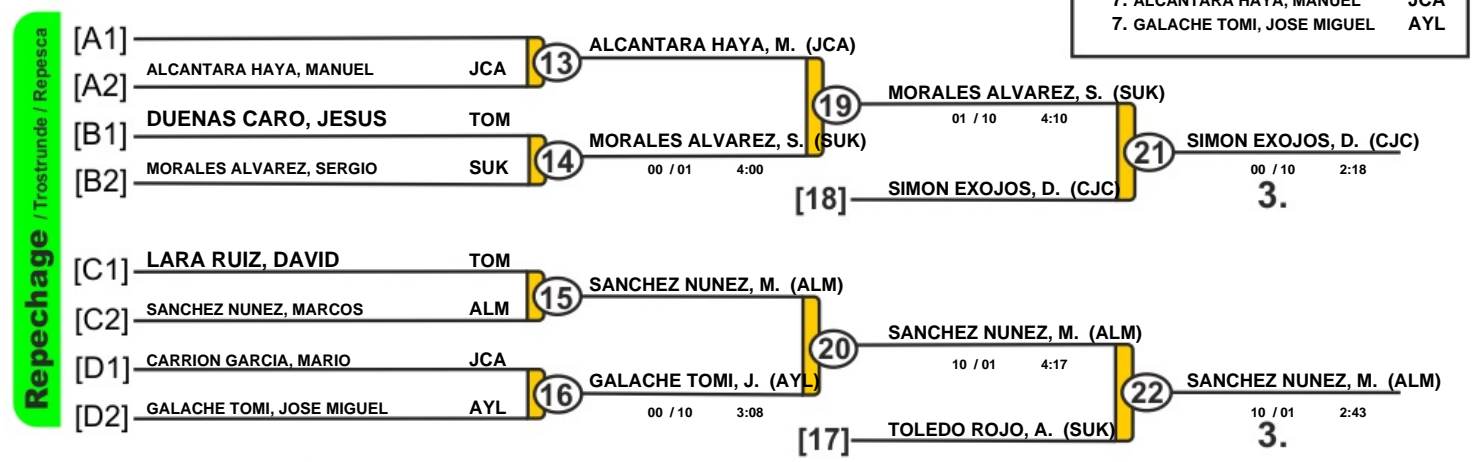 7. ALCANTARA HAYA, MANUEL JCA
7. GALACHE TOMI, JOSE MIGUEL AYL
Repechage / Trostrunde / Repesca
[A1]
ALCANTARA HAYA, MANUEL JCA
[A2]
13
ALCANTARA HAYA, M. (JCA)
DUENAS CARO, JESUS TOM
[B1]
MORALES ALVAREZ, SERGIO SUK
[B2]
14
MORALES ALVAREZ, S. (SUK)
00 / 01 4:00
19
MORALES ALVAREZ, S. (SUK)
01 / 10 4:10
[18]
SIMON EXOJOS, D. (CJC)
21
SIMON EXOJOS, D. (CJC)
00 / 10 2:18
3.
[C1]
LARA RUIZ, DAVID TOM
[C2]
SANCHEZ NUNEZ, MARCOS ALM
15
SANCHEZ NUNEZ, M. (ALM)
[D1]
CARRION GARCIA, MARIO JCA
[D2]
GALACHE TOMI, JOSE MIGUEL AYL
16
GALACHE TOMI, J. (AYL)
00 / 10 3:08
20
SANCHEZ NUNEZ, M. (ALM)
10 / 01 4:17
[17]
TOLEDO ROJO, A. (SUK)
22
SANCHEZ NUNEZ, M. (ALM)
10 / 01 2:43
3.